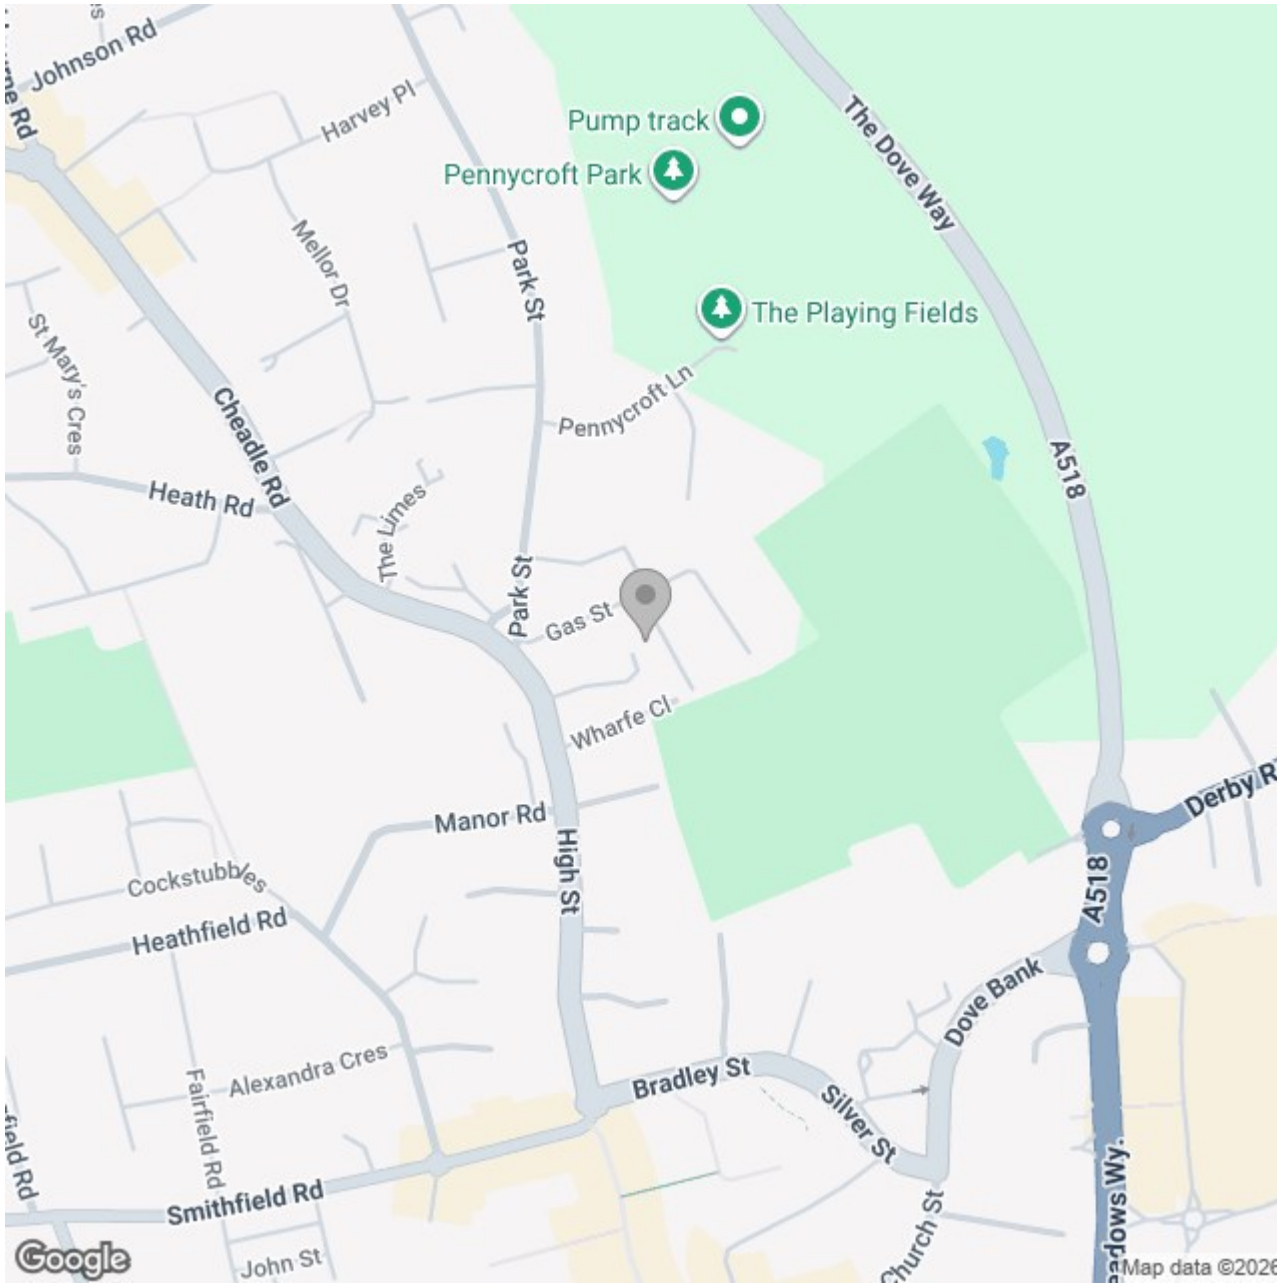 Johnson Rd
Harvey Pl
Pump track
Pennycroft Park
The Dove Way
Mellor Dr
Park St
The Playing Fields
St Mary's Cres
Pennycroft Ln
Cheadle Rd
A518
Heath Rd
The Limes
Park St
Gas St
Wharfe Cl
Manor Rd
High St
Derby R
Cockstubbles
A518
Heathfield Rd
Dove Bank
Alexandra Cres
Fairfield Rd
Bradley St
Silver St
field Rd
Smithfield Rd
Church St
eadows Wy.
John St
Google
Map data ©2026